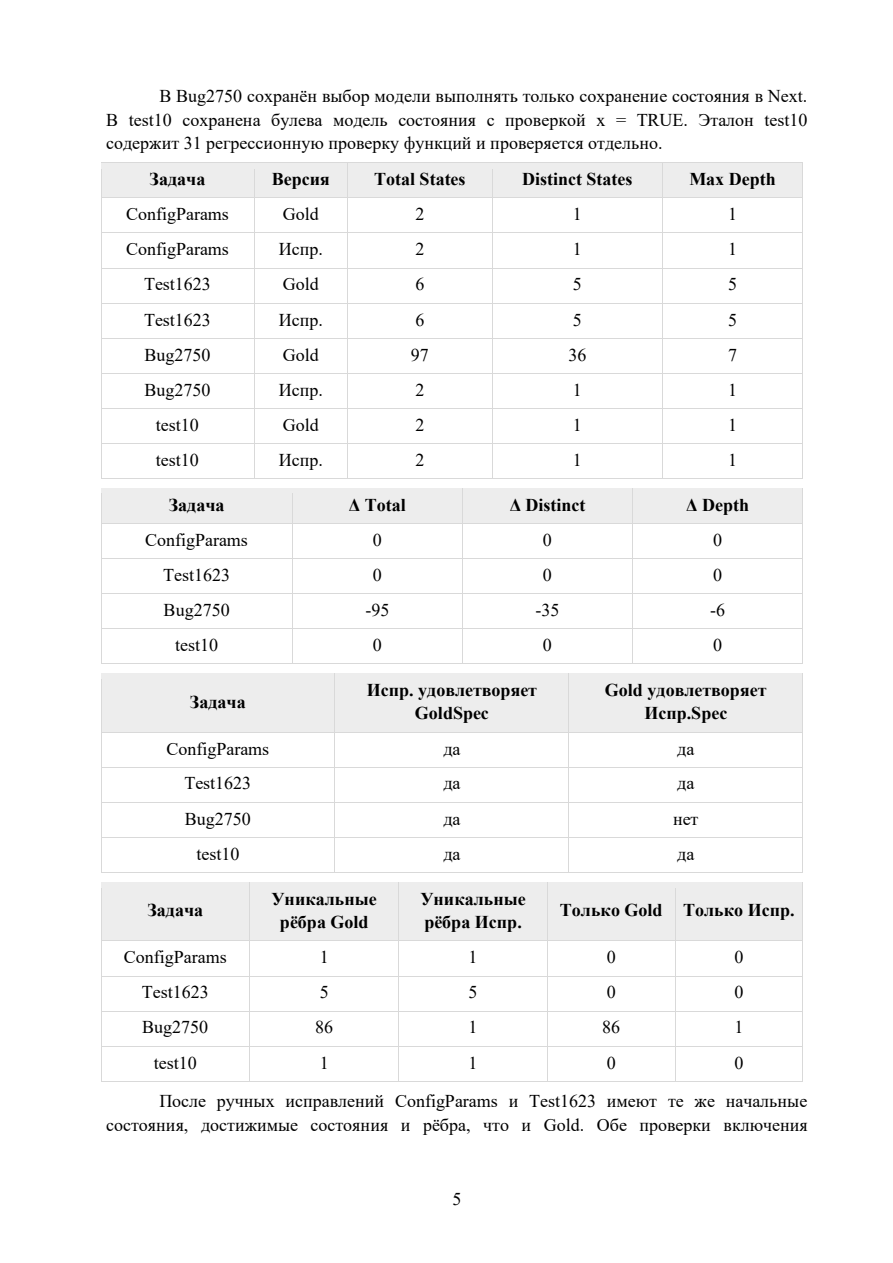 В Bug2750 сохранён выбор модели выполнять только сохранение состояния в Next.
В test10 сохранена булева модель состояния с проверкой x = TRUE. Эталон test10
содержит 31 регрессионную проверку функций и проверяется отдельно.
Задача Версия Total States Distinct States Max Depth
ConfigParams Gold 2 1 1
ConfigParams Испр. 2 1 1
Test1623 Gold 6 5 5
Test1623 Испр. 6 5 5
Bug2750 Gold 97 36 7
Bug2750 Испр. 2 1 1
test10 Gold 2 1 1
test10 Испр. 2 1 1
Задача Δ Total Δ Distinct Δ Depth
ConfigParams 0 0 0
Test1623 0 0 0
Bug2750 -95 -35 -6
test10 0 0 0
Задача Испр. удовлетворяет GoldSpec Gold удовлетворяет Испр.Spec
ConfigParams да да
Test1623 да да
Bug2750 да нет
test10 да да
Задача Уникальные рёбра Gold Уникальные рёбра Испр. Только Gold Только Испр.
ConfigParams 1 1 0 0
Test1623 5 5 0 0
Bug2750 86 1 86 1
test10 1 1 0 0
После ручных исправлений ConfigParams и Test1623 имеют те же начальные
состояния, достижимые состояния и рёбра, что и Gold. Обе проверки включения
5